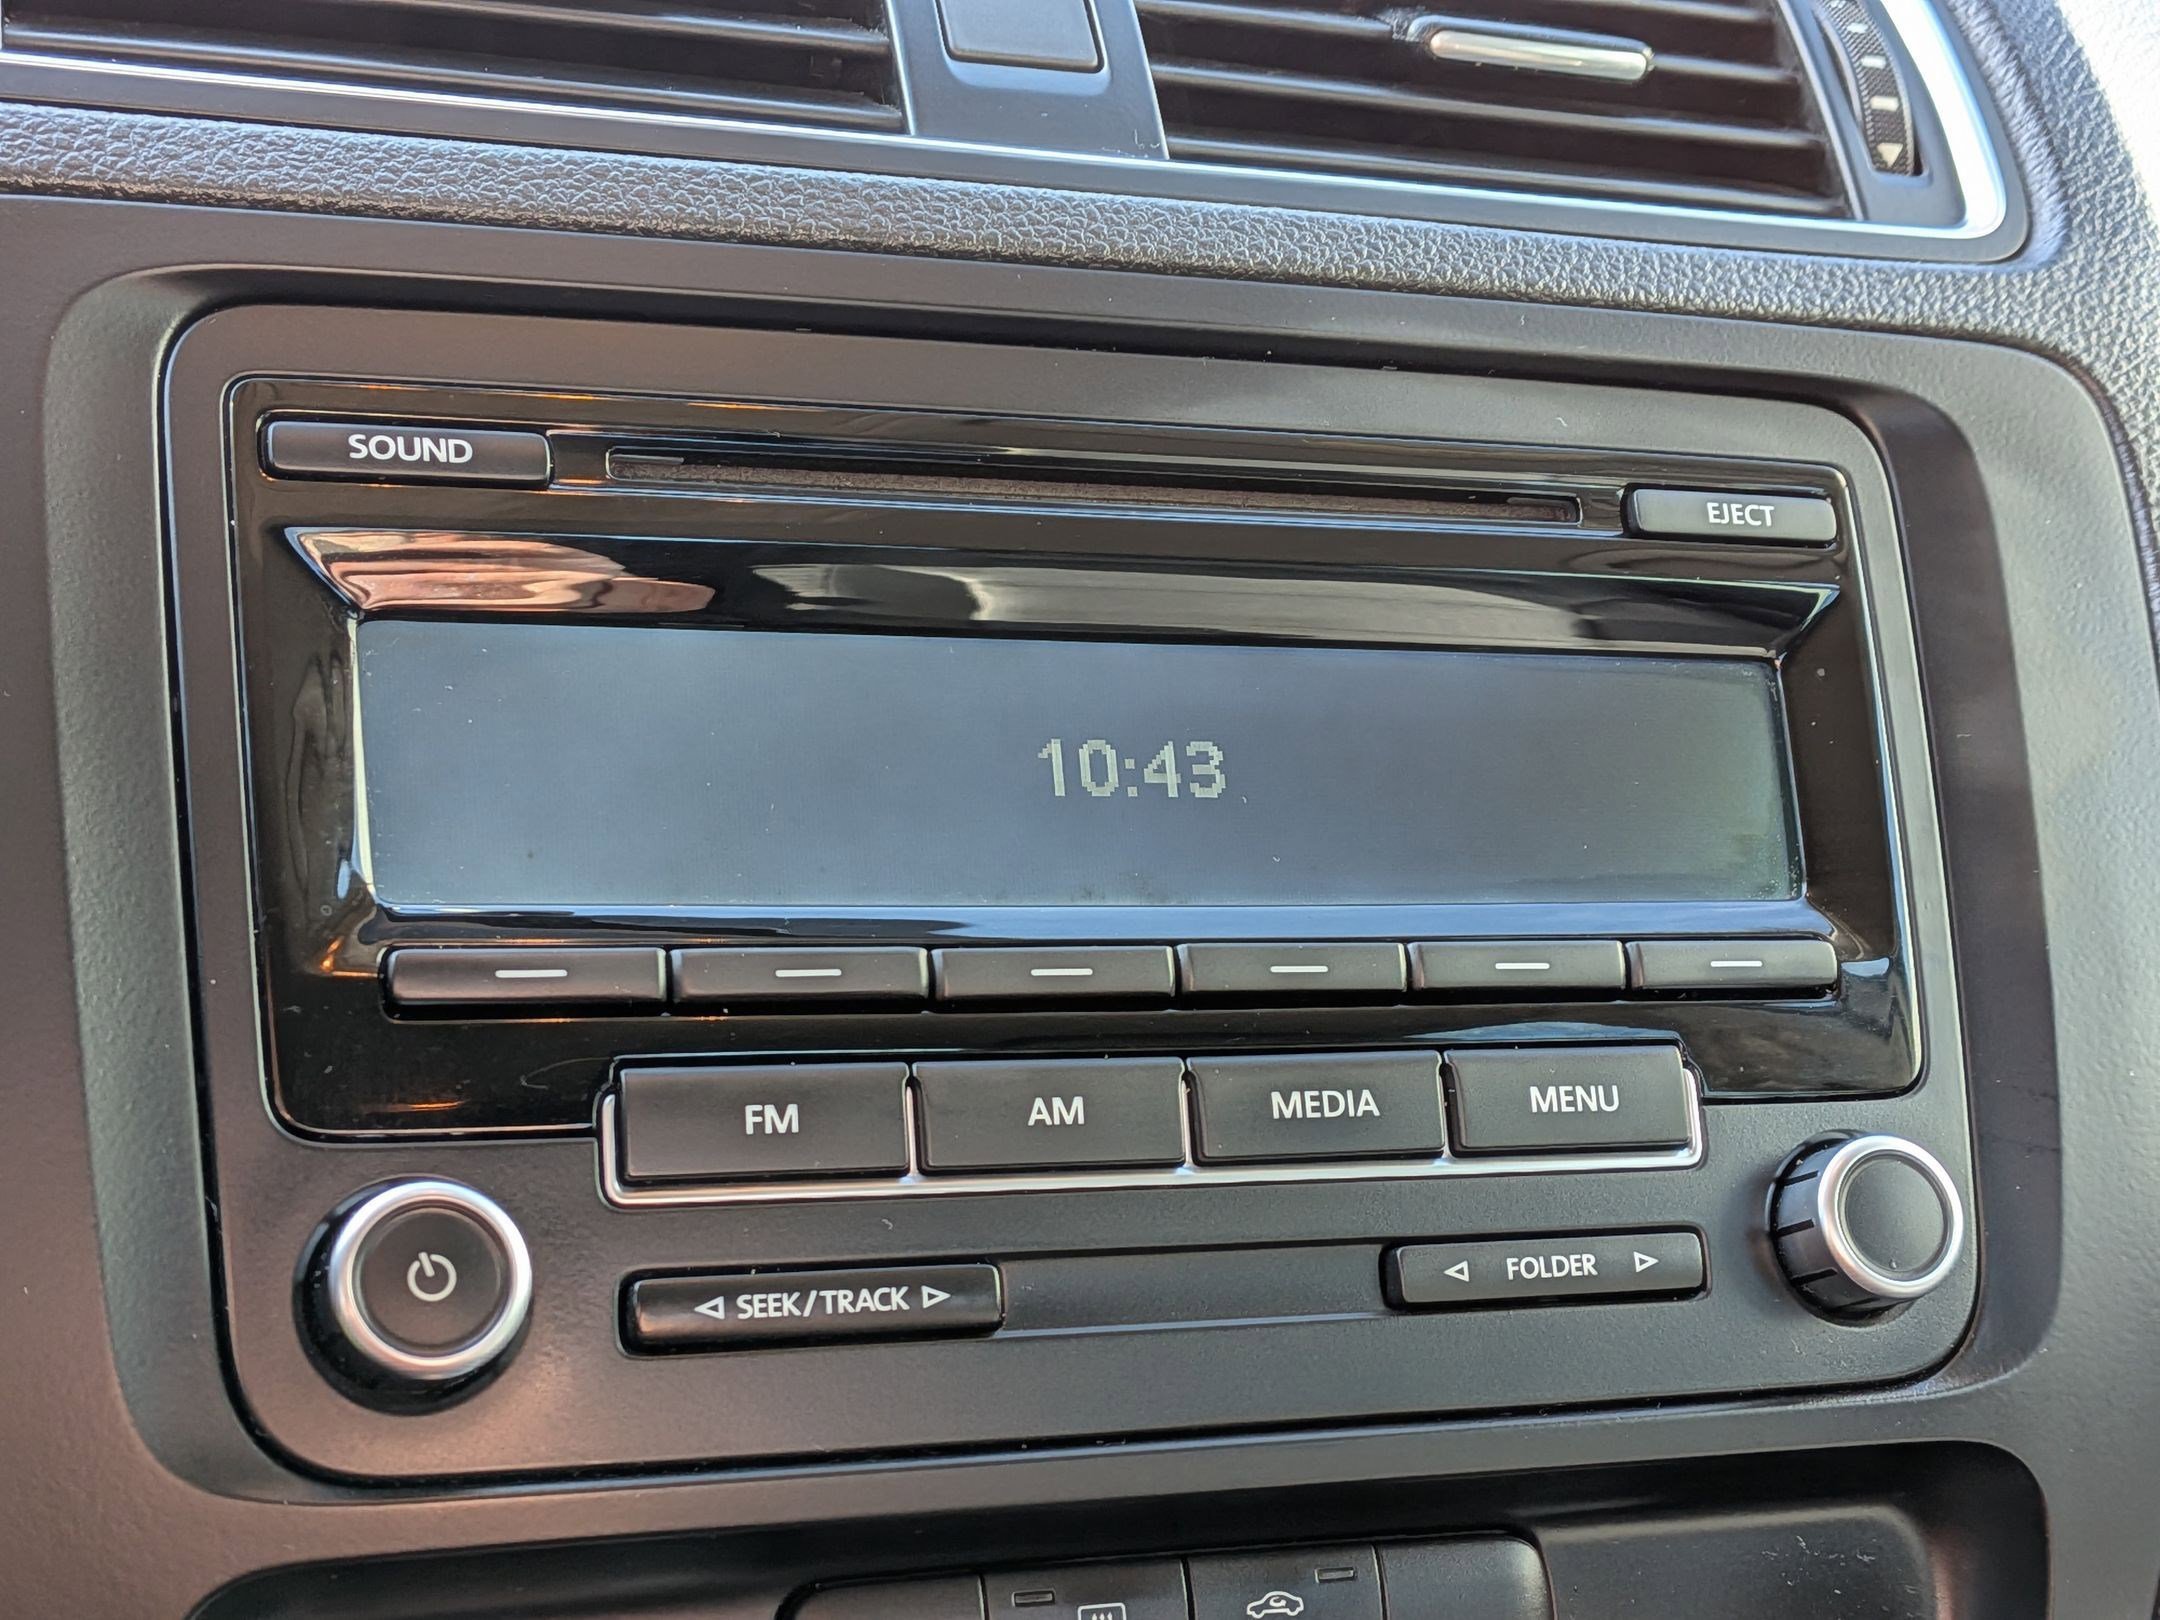 SOUND
EJECT
10:43
FM AM MEDIA MENU
SEEK/TRACK FOLDER